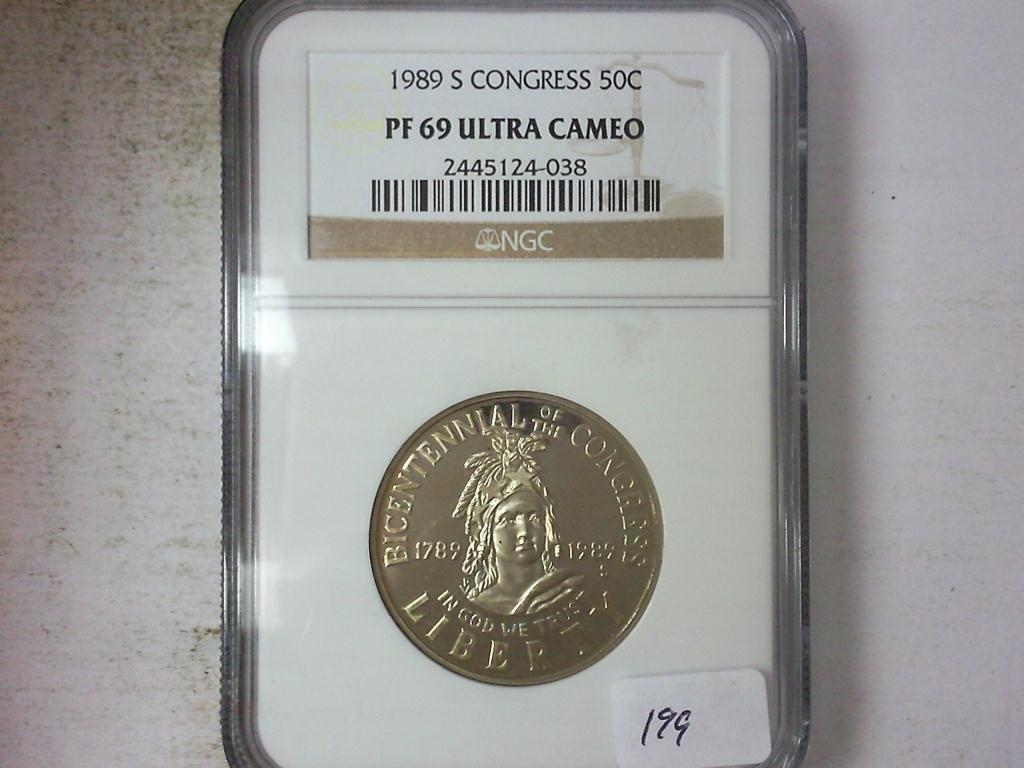 1989 S CONGRESS 50C
PF 69 ULTRA CAMEO
2445124-038
NGC
BICENTENNIAL OF THE CONGRESS
1789 1989
S
IN GOD WE TRUST
LIBERTY
199